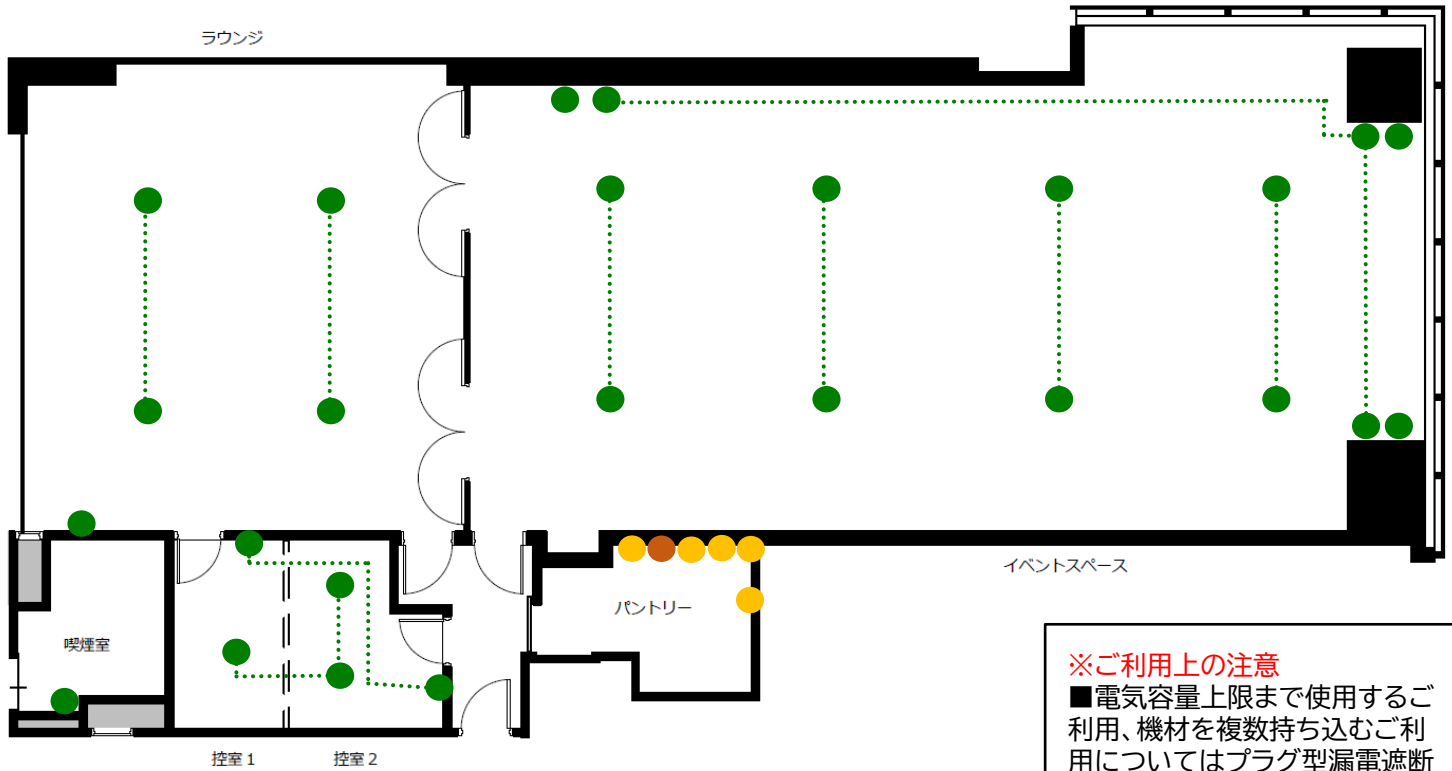 ラウンジ
イベントスペース
パントリー
喫煙室
控室１
控室２
※ご利用上の注意
■電気容量上限まで使用するご
利用、機材を複数持ち込むご利
用についてはプラグ型漏電遮断